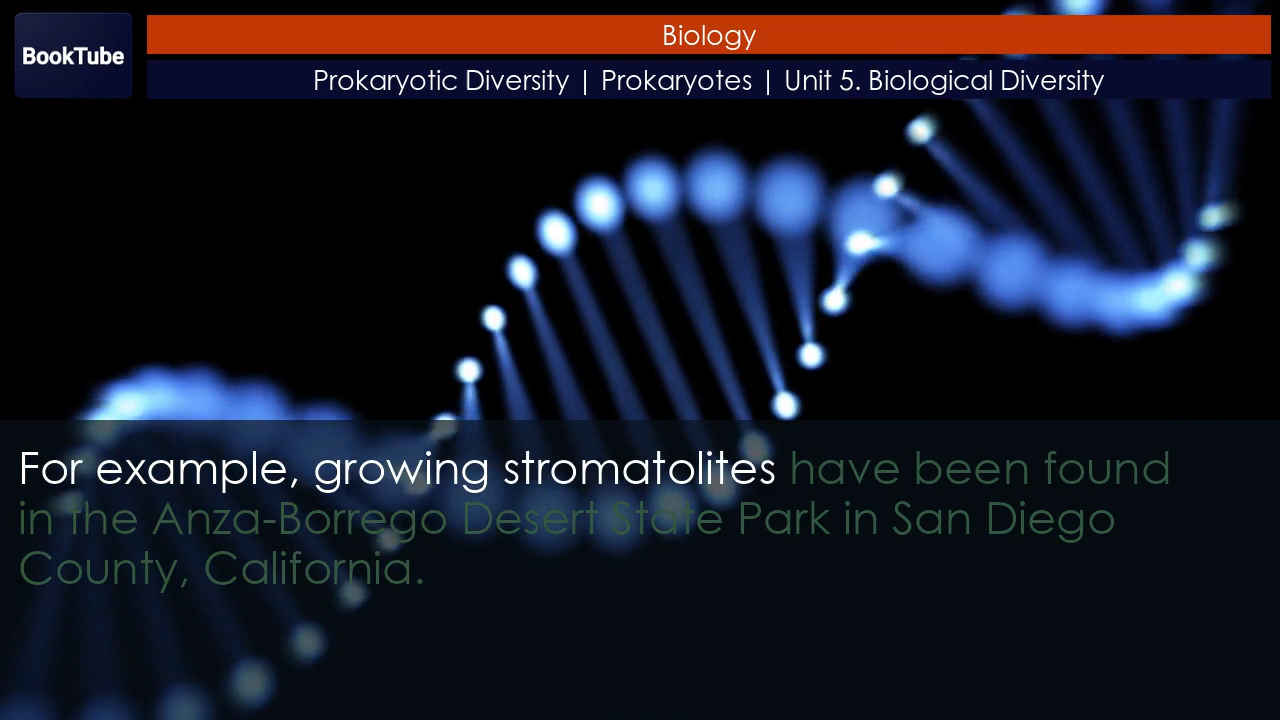 BookTube
Biology
Prokaryotic Diversity | Prokaryotes | Unit 5. Biological Diversity
For example, growing stromatolites have been found
in the Anza-Borrego Desert State Park in San Diego
County, California.